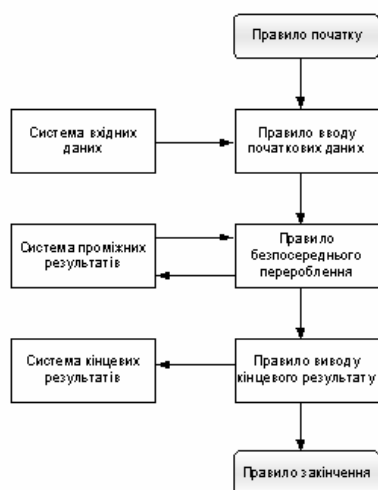 Правило початку
Система вхідних
даних
Правило вводу
початкових даних
Система проміжних
результатів
Правило
безпосереднього
перероблення
Система кінцевих
результатів
Правило виводу
кінцевого результату
Правило закінчення